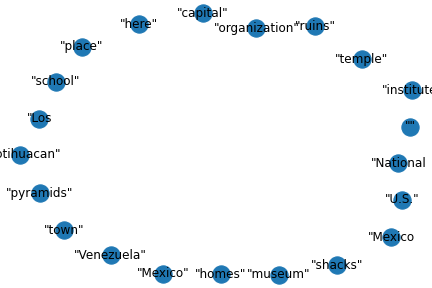 "capital"
"here"
"organization"
"ruins"
"place"
"temple"
"school"
"institute
"Los
""
otihuacan"
"National
"pyramids"
"U.S."
"town"
"Mexico
"Venezuela"
"shacks"
"Mexico"
"homes"
"museum"